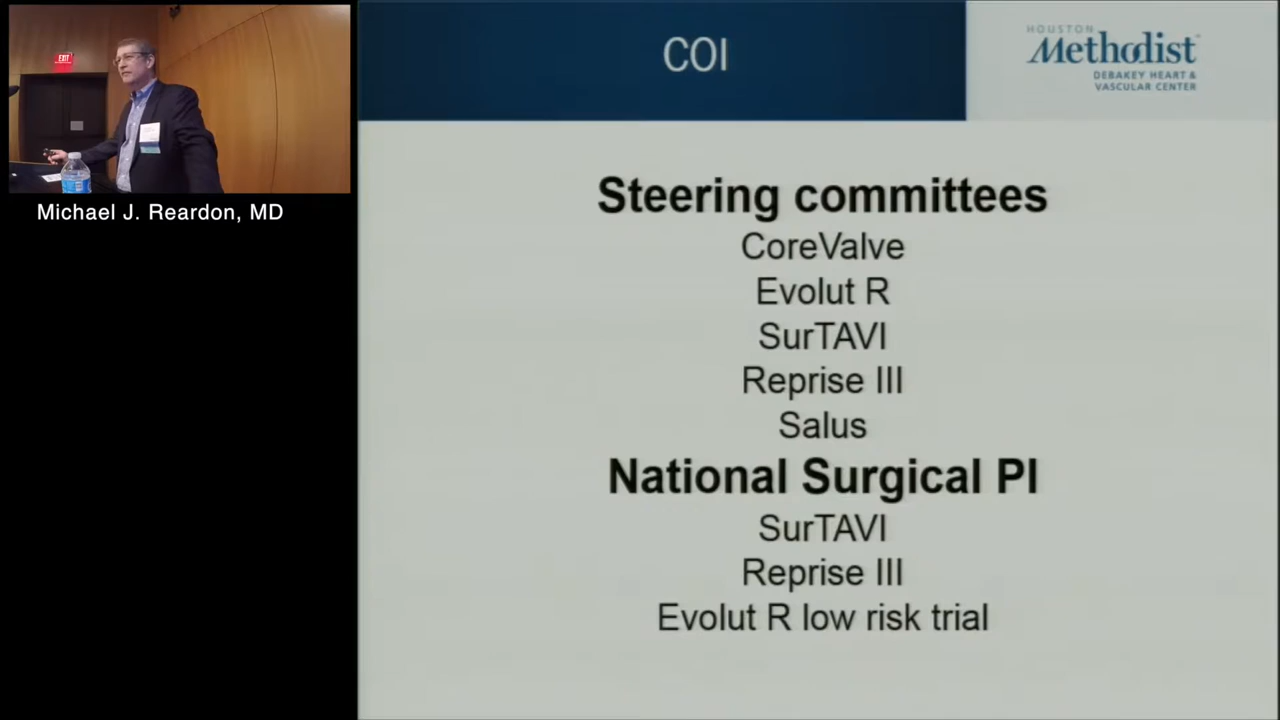 EXIT
Michael J. Reardon, MD
COI
HOUSTON
Methodist
DEBAKEY HEART &
VASCULAR CENTER
Steering committees
CoreValve
Evolut R
SurTAVI
Reprise III
Salus
National Surgical PI
SurTAVI
Reprise III
Evolut R low risk trial